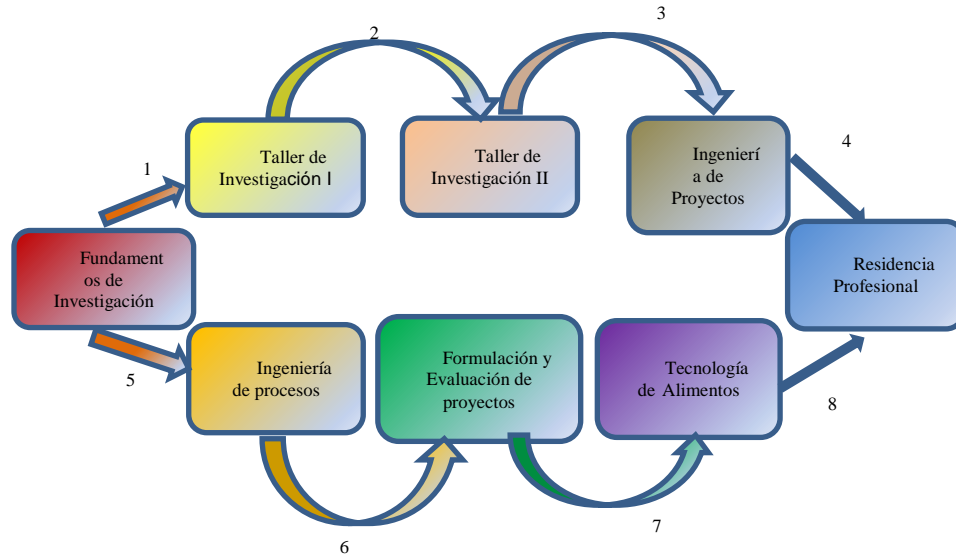 2
3
Taller de
Investigación I
Taller de
Investigación II
Ingenierí
a de
Proyectos
4
1
Fundament
os de
Investigación
Residencia
Profesional
5
Ingeniería
de procesos
Formulación y
Evaluación de
proyectos
Tecnología
de Alimentos
8
6
7